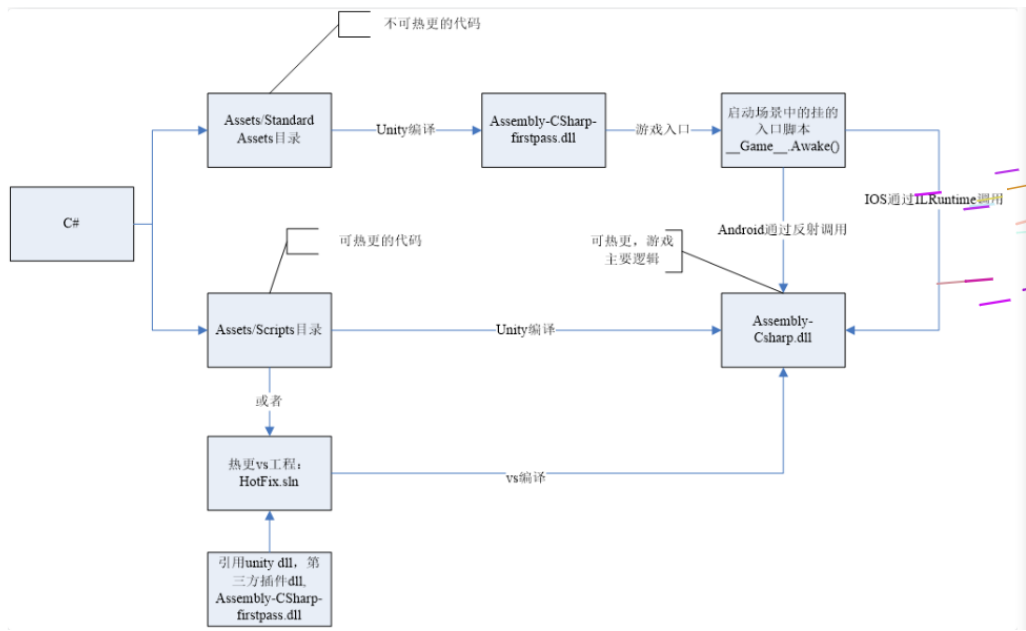 不可热更的代码
Assets/Standard
Assets目录
Unity编译
Assembly-CSharp-
firstpass.dll
游戏入口
启动场景中的挂的
入口脚本
__Game__.Awake()
C#
IOS通过ILRuntime调用
Android通过反射调用
可热更的代码
可热更，游戏
主要逻辑
Assets/Scripts目录
Unity编译
Assembly-
Csharp.dll
或者
热更vs工程：
HotFix.sln
vs编译
引用unity dll，第
三方插件dll,
Assembly-CSharp-
firstpass.dll